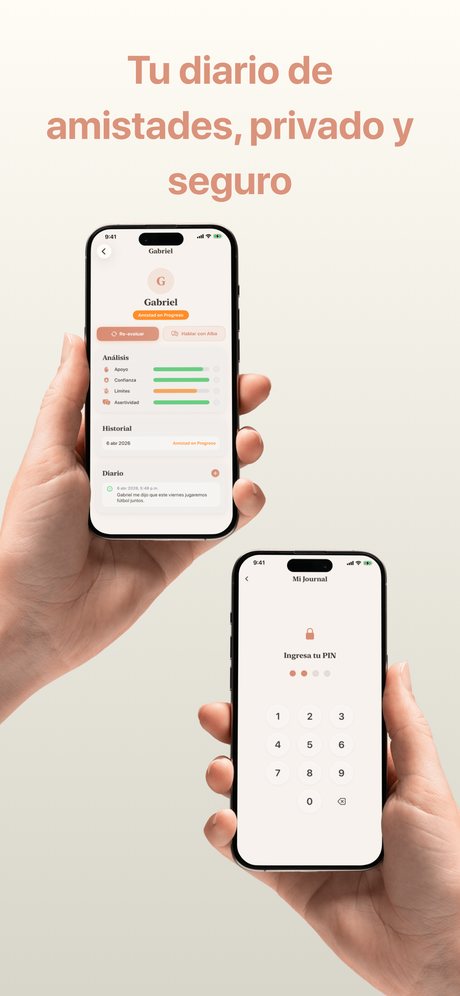 Tu diario de
amistades, privado y
seguro
9:41
Gabriel
G
Gabriel
Amistad en Progreso
Re-evaluar
Hablar con Alba
Análisis
Apoyo
Confianza
Límites
Asertividad
Historial
6 abr 2026
Amistad en Progreso
Diario
6 abr 2026, 5:48 p.m.
Gabriel me dijo que este viernes jugaremos
fútbol juntos.
9:41
Mi Journal
Ingresa tu PIN
1 2 3
4 5 6
7 8 9
0